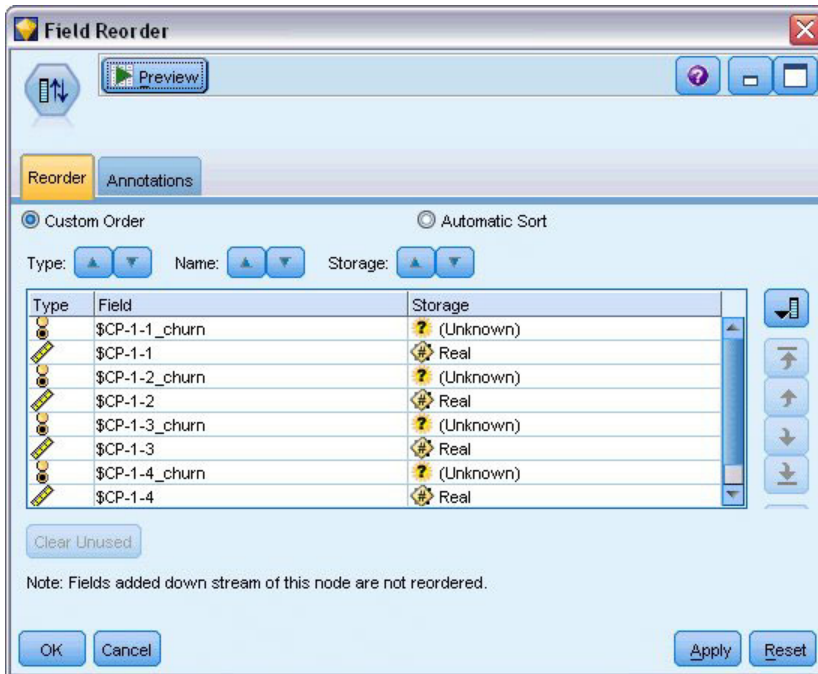 Field Reorder
Preview
Reorder Annotations
Custom Order Automatic Sort
Type: Name: Storage:
Type Field Storage
$CP-1-1_churn ? (Unknown)
$CP-1-1 # Real
$CP-1-2_churn ? (Unknown)
$CP-1-2 # Real
$CP-1-3_churn ? (Unknown)
$CP-1-3 # Real
$CP-1-4_churn ? (Unknown)
$CP-1-4 # Real
Clear Unused
Note: Fields added down stream of this node are not reordered.
OK Cancel Apply Reset